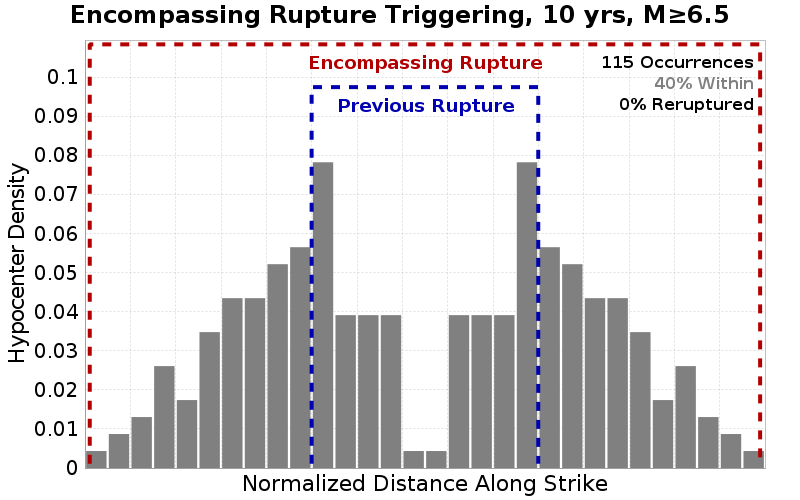 Encompassing Rupture Triggering, 10 yrs, M≥6.5
Encompassing Rupture
115 Occurrences
40% Within
Previous Rupture
0% Reruptured
0.1
0.09
0.08
0.07
0.06
0.05
0.04
0.03
0.02
0.01
0
Hypocenter Density
Normalized Distance Along Strike